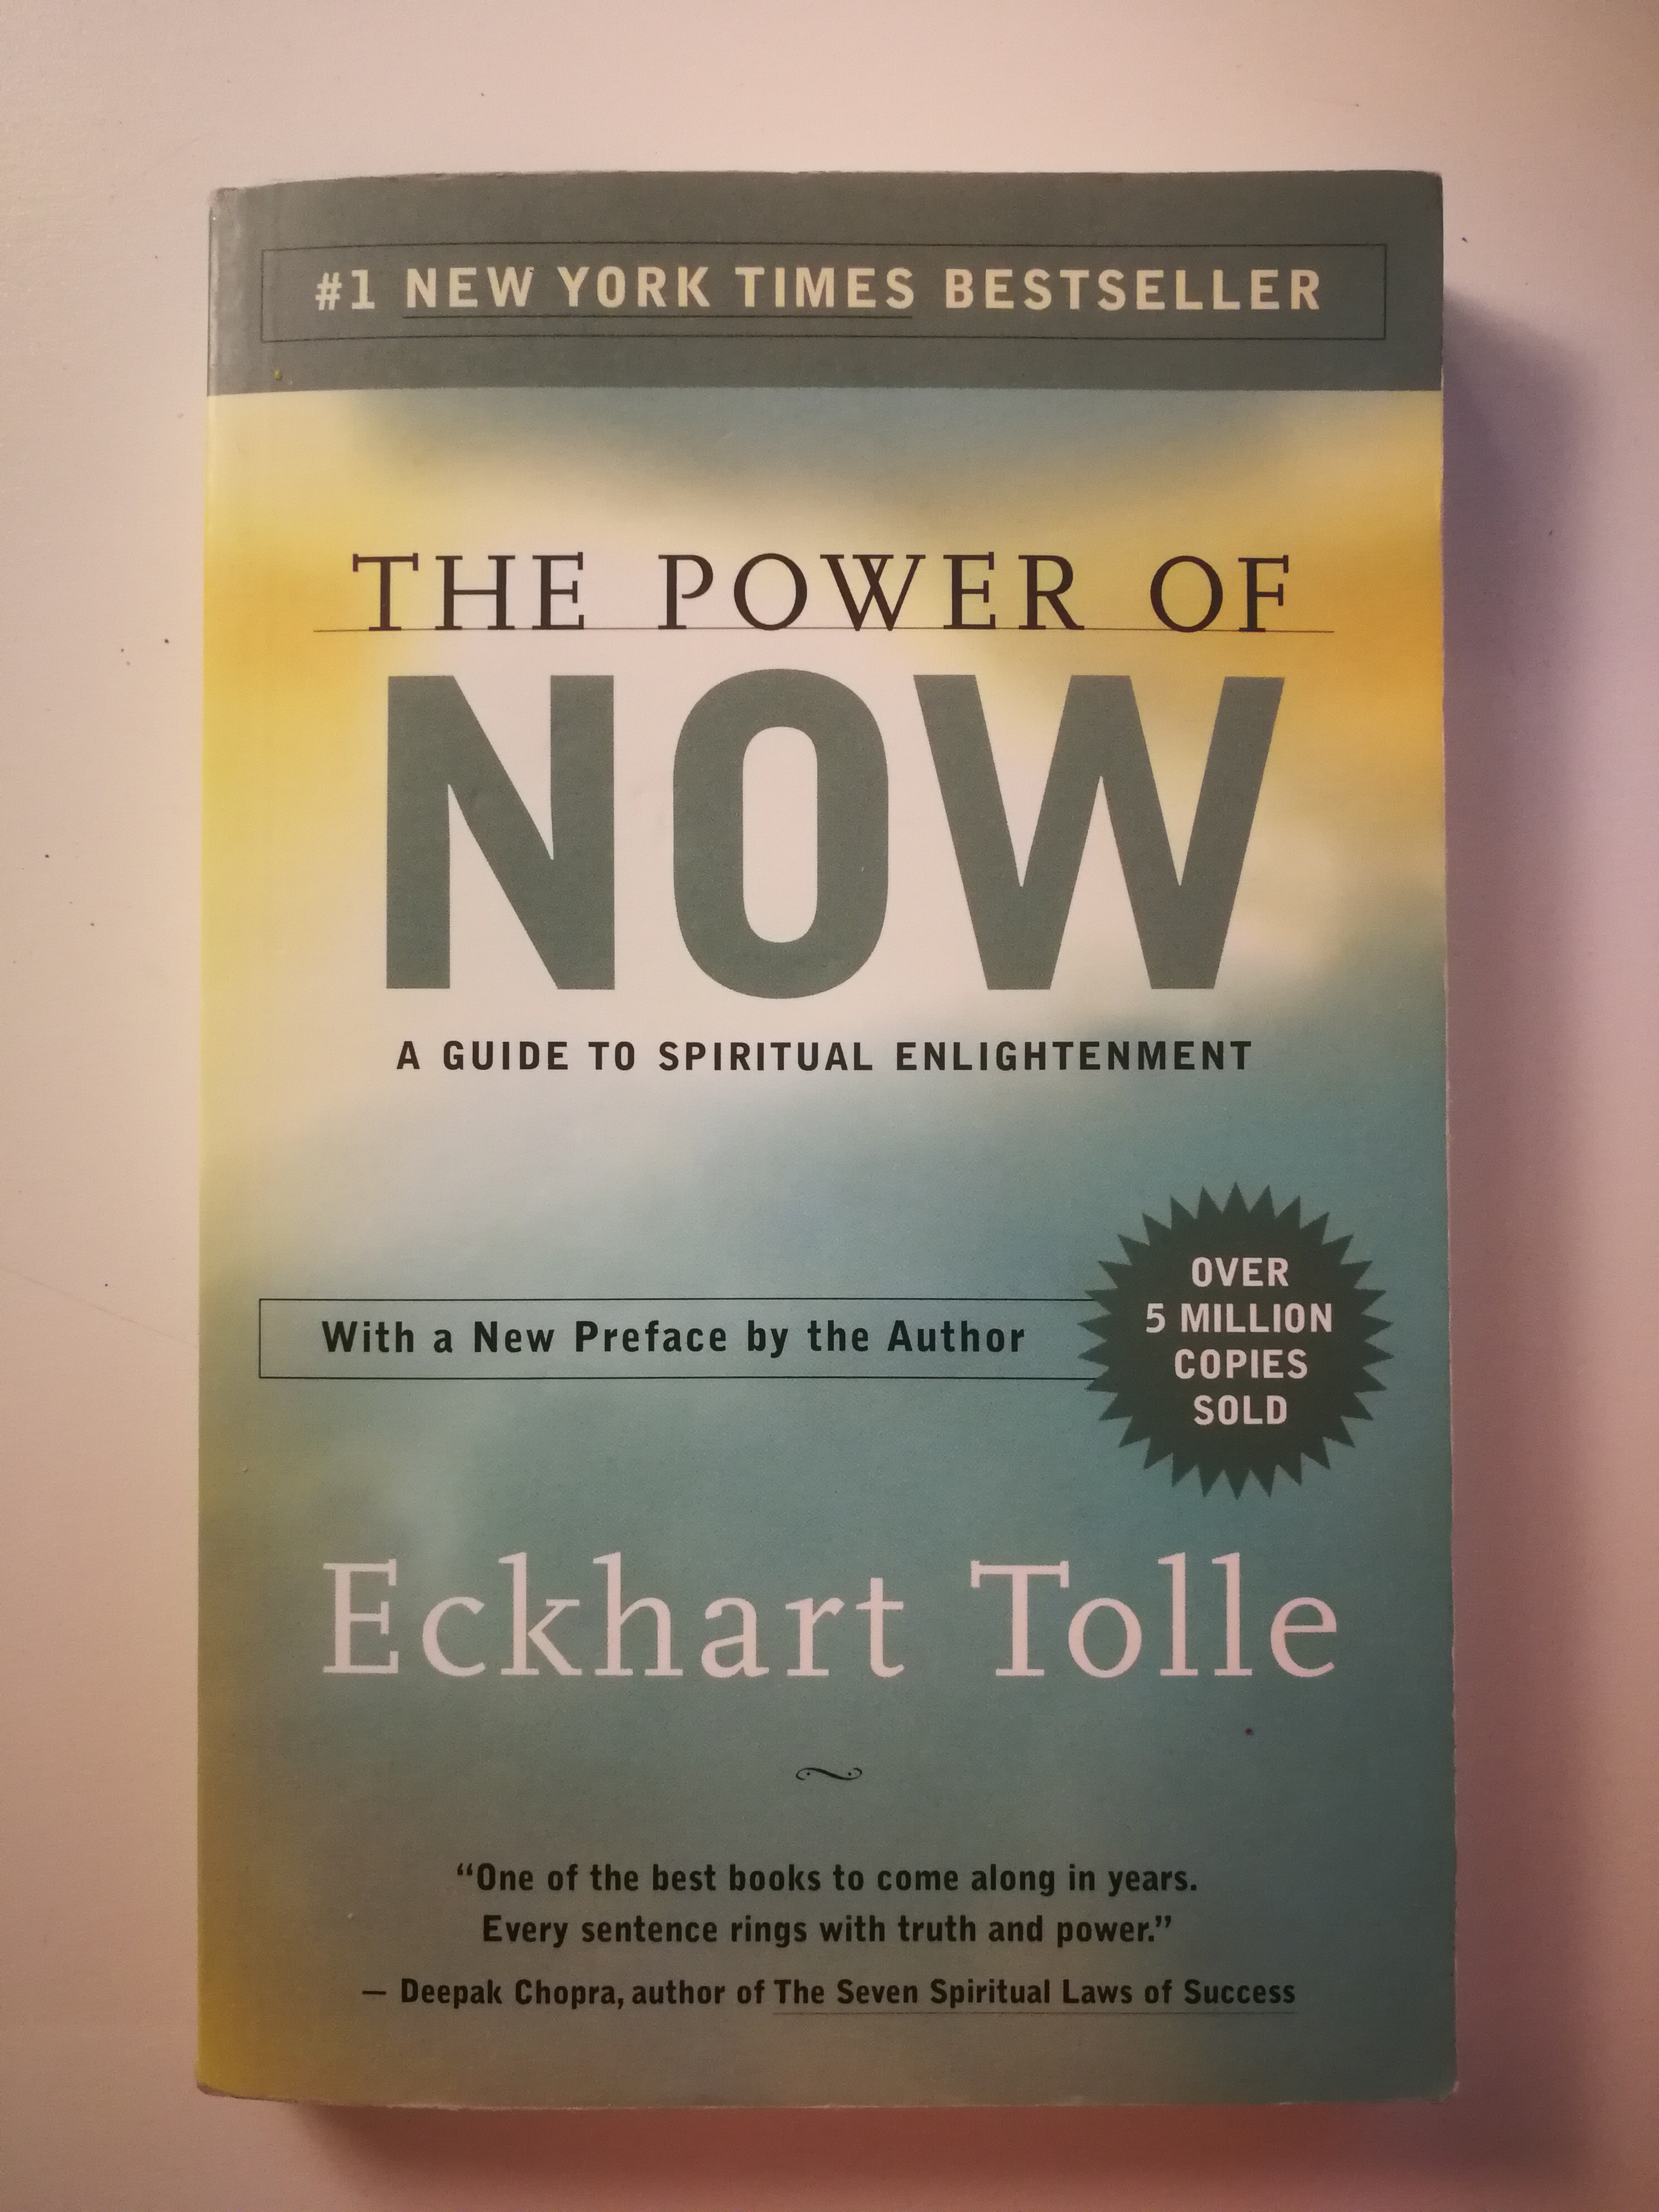 #1 NEW YORK TIMES BESTSELLER
THE POWER OF
NOW
A GUIDE TO SPIRITUAL ENLIGHTENMENT
With a New Preface by the Author
OVER
5 MILLION
COPIES
SOLD
Eckhart Tolle
“One of the best books to come along in years.
Every sentence rings with truth and power.”
— Deepak Chopra, author of The Seven Spiritual Laws of Success